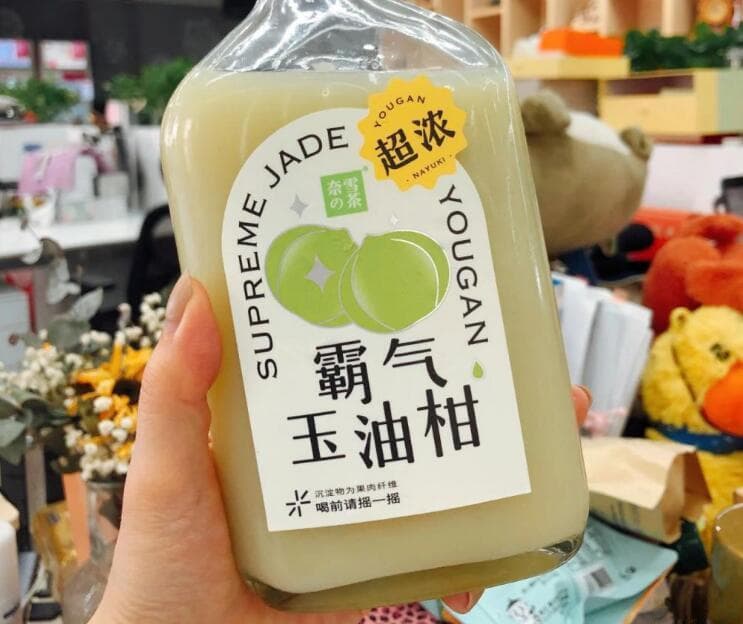 YOUGAN
超浓
· NAYUKI ·
SUPREME JADE
YOUGAN
奈雪
の茶
霸气
玉油柑
沉淀物为果肉纤维
喝前请摇一摇